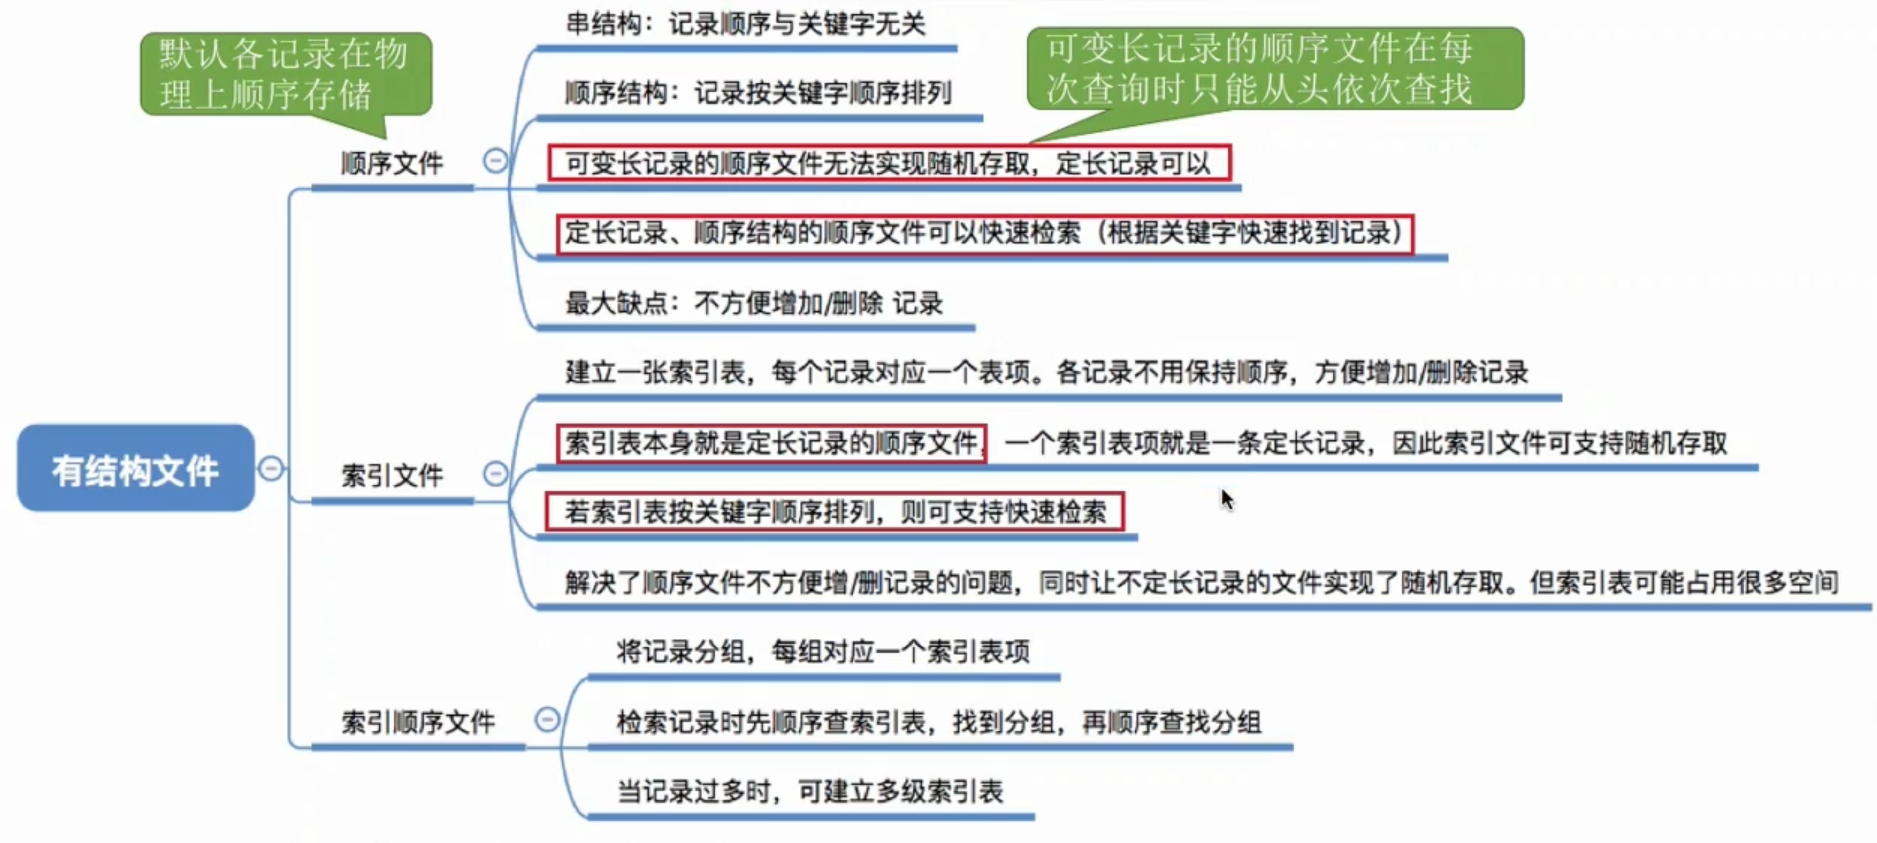 默认各记录在物
理上顺序存储
可变长记录的顺序文件在每
次查询时只能从头依次查找
有结构文件
顺序文件
串结构：记录顺序与关键字无关
顺序结构：记录按关键字顺序排列
可变长记录的顺序文件无法实现随机存取，定长记录可以
定长记录、顺序结构的顺序文件可以快速检索（根据关键字快速找到记录）
最大缺点：不方便增加/删除 记录
索引文件
建立一张索引表，每个记录对应一个表项。各记录不用保持顺序，方便增加/删除记录
索引表本身就是定长记录的顺序文件，一个索引表项就是一条定长记录，因此索引文件可支持随机存取
若索引表按关键字顺序排列，则可支持快速检索
解决了顺序文件不方便增/删记录的问题，同时让不定长记录的文件实现了随机存取。但索引表可能占用很多空间
索引顺序文件
将记录分组，每组对应一个索引表项
检索记录时先顺序查索引表，找到分组，再顺序查找分组
当记录过多时，可建立多级索引表